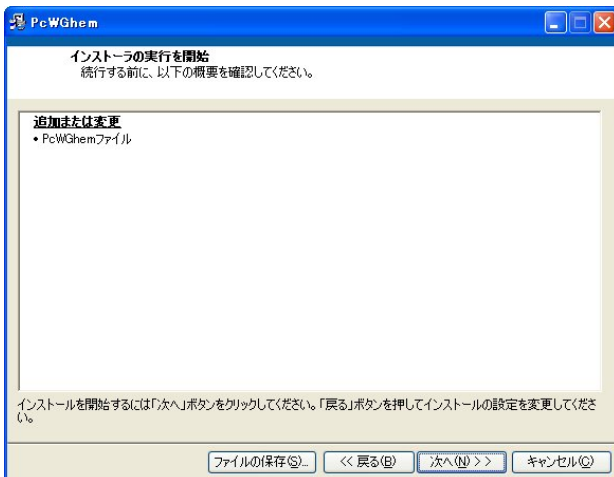 PcWGhem
インストーラの実行を開始
続行する前に、以下の概要を確認してください。
追加または変更
• PcWGhemファイル
インストールを開始するには「次へ」ボタンをクリックしてください。「戻る」ボタンを押してインストールの設定を変更してくださ
い。
ファイルの保存(S)... << 戻る(B) 次へ(N) >> キャンセル(C)